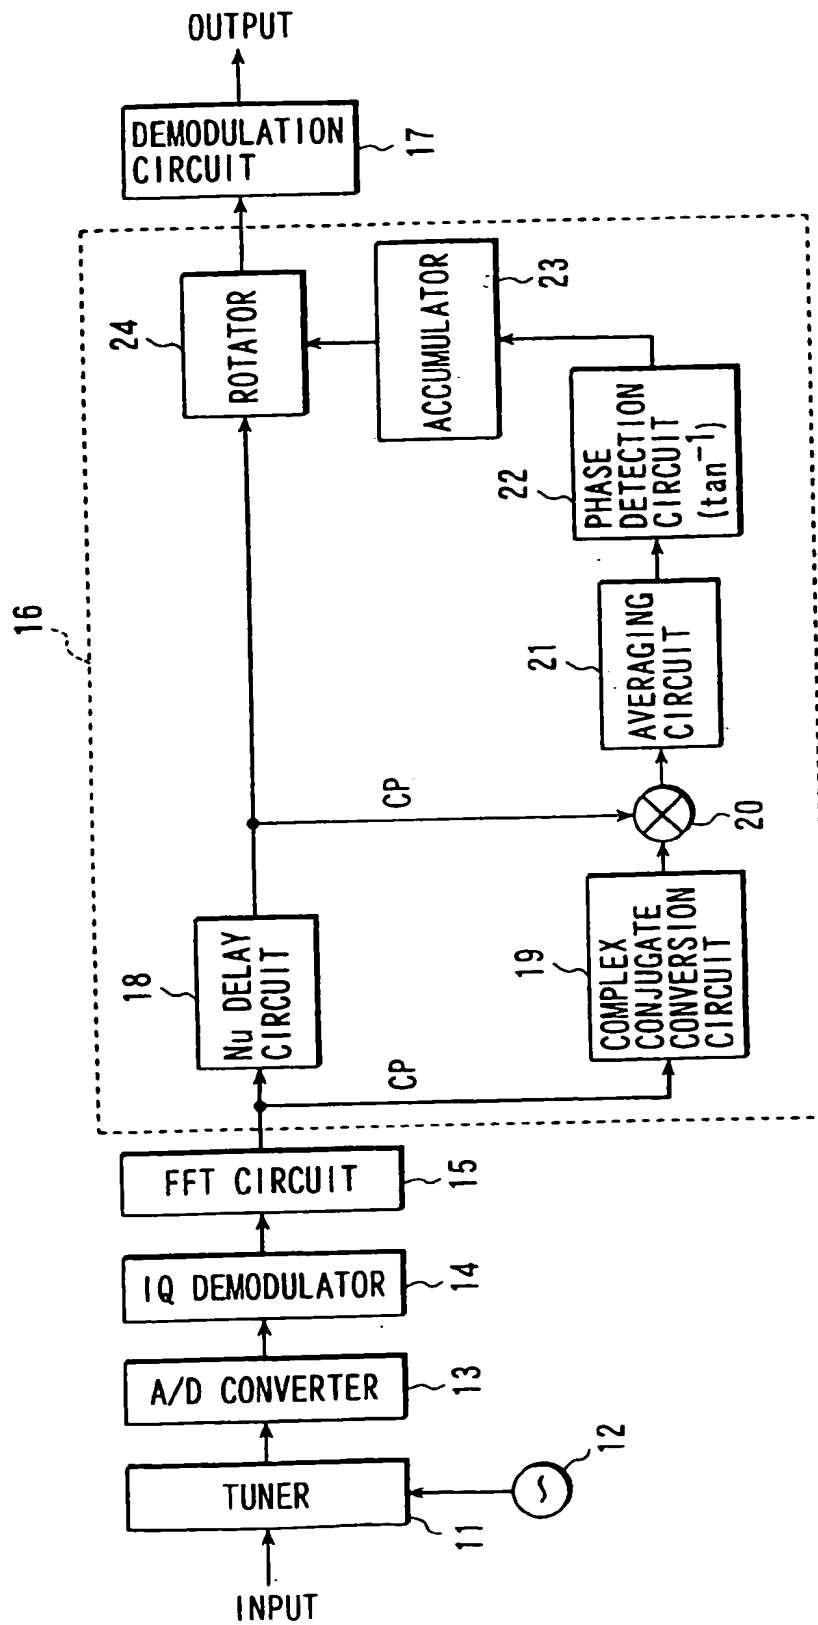 INPUT
TUNER
11
12
A/D CONVERTER
13
IQ DEMODULATOR
14
FFT CIRCUIT
15
16
18
Nu DELAY
CIRCUIT
CP
CP
19
COMPLEX
CONJUGATE
CONVERSION
CIRCUIT
20
21
AVERAGING
CIRCUIT
22
PHASE
DETECTION
CIRCUIT
(tan⁻¹)
ACCUMULATOR
23
24
ROTATOR
DEMODULATION
CIRCUIT
17
OUTPUT